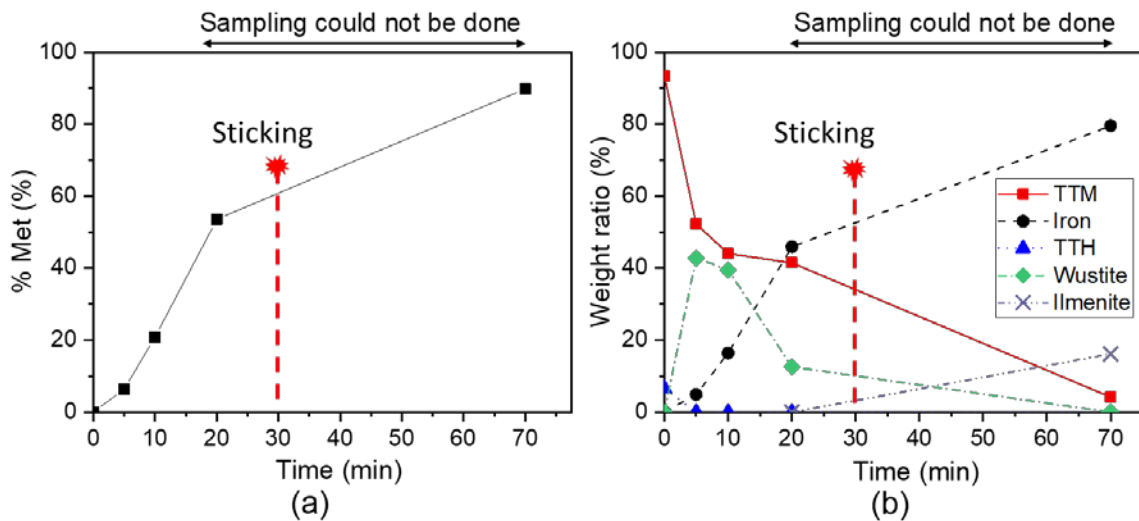 (a)
Sampling could not be done
100
80
60
40
20
0
% Met (%)
Sticking
0
10
20
30
40
50
60
70
Time (min)
(a)
(b)
Sampling could not be done
100
80
60
40
20
0
Weight ratio (%)
Sticking
TTM
Iron
TTH
Wustite
Ilmenite
0
10
20
30
40
50
60
70
Time (min)
(b)